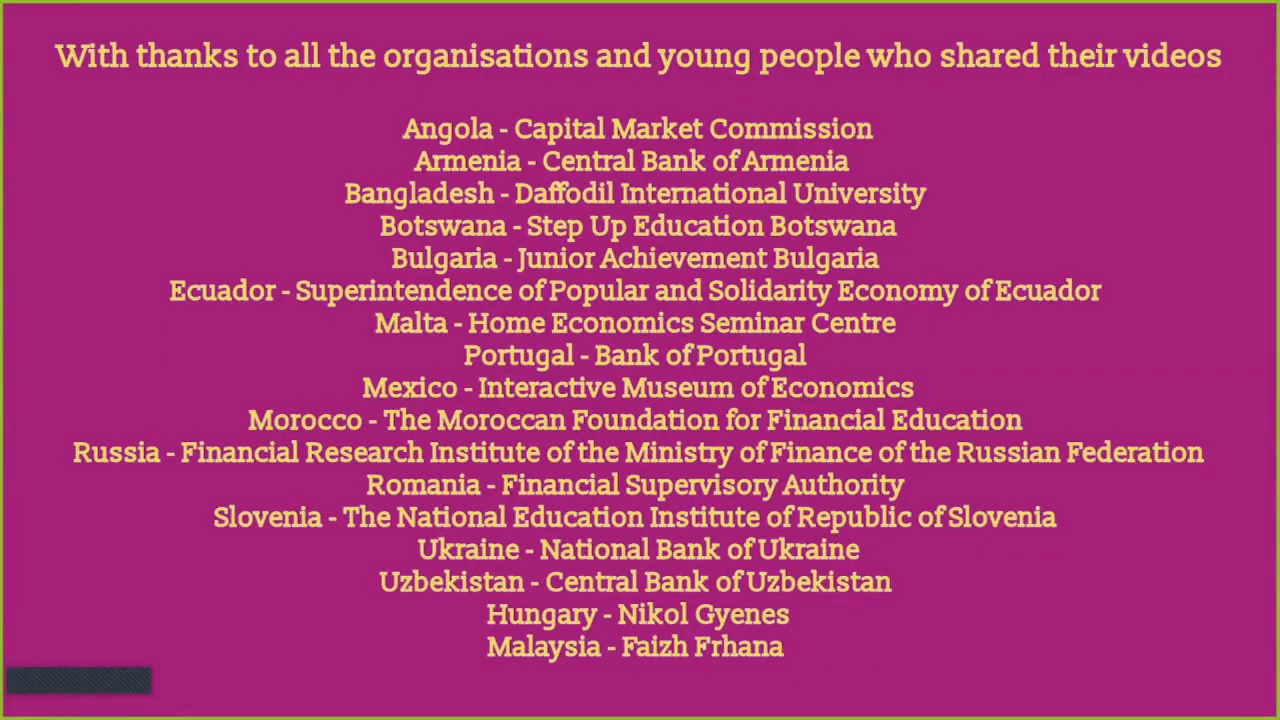 With thanks to all the organisations and young people who shared their videos
Angola - Capital Market Commission
Armenia - Central Bank of Armenia
Bangladesh - Daffodil International University
Botswana - Step Up Education Botswana
Bulgaria - Junior Achievement Bulgaria
Ecuador - Superintendence of Popular and Solidarity Economy of Ecuador
Malta - Home Economics Seminar Centre
Portugal - Bank of Portugal
Mexico - Interactive Museum of Economics
Morocco - The Moroccan Foundation for Financial Education
Russia - Financial Research Institute of the Ministry of Finance of the Russian Federation
Romania - Financial Supervisory Authority
Slovenia - The National Education Institute of Republic of Slovenia
Ukraine - National Bank of Ukraine
Uzbekistan - Central Bank of Uzbekistan
Hungary - Nikol Gyenes
Malaysia - Faizh Frhana